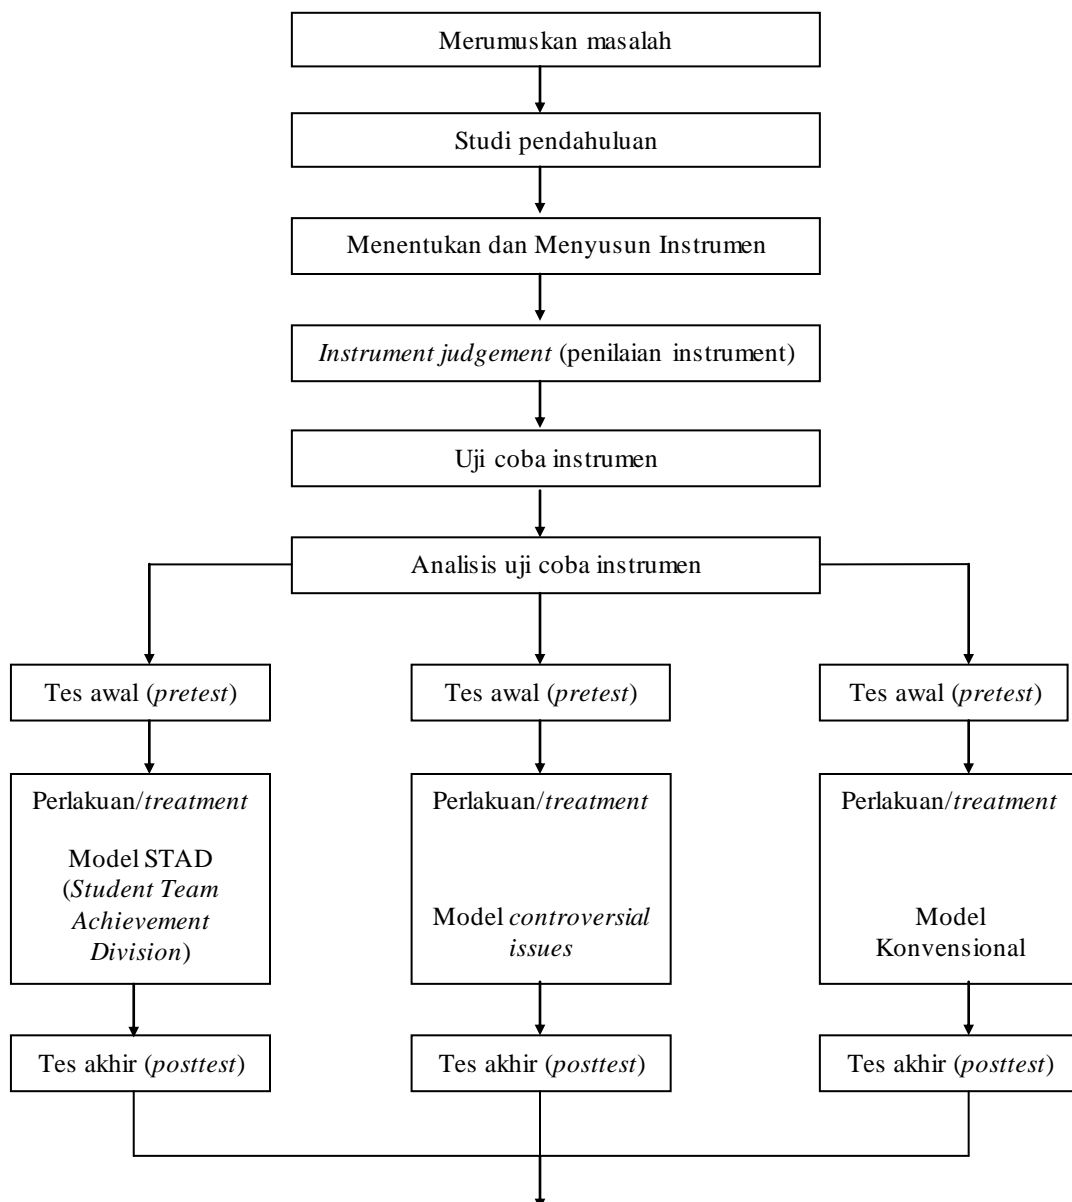 Merumuskan masalah
Studi pendahuluan
Menentukan dan Menyusun Instrumen
Instrument judgement (penilaian instrument)
Uji coba instrumen
Analisis uji coba instrumen
Tes awal (pretest)
Tes awal (pretest)
Tes awal (pretest)
Perlakuan/treatment
Model STAD
(Student Team
Achievement
Division)
Perlakuan/treatment
Model controversial
issues
Perlakuan/treatment
Model
Konvensional
Tes akhir (posttest)
Tes akhir (posttest)
Tes akhir (posttest)